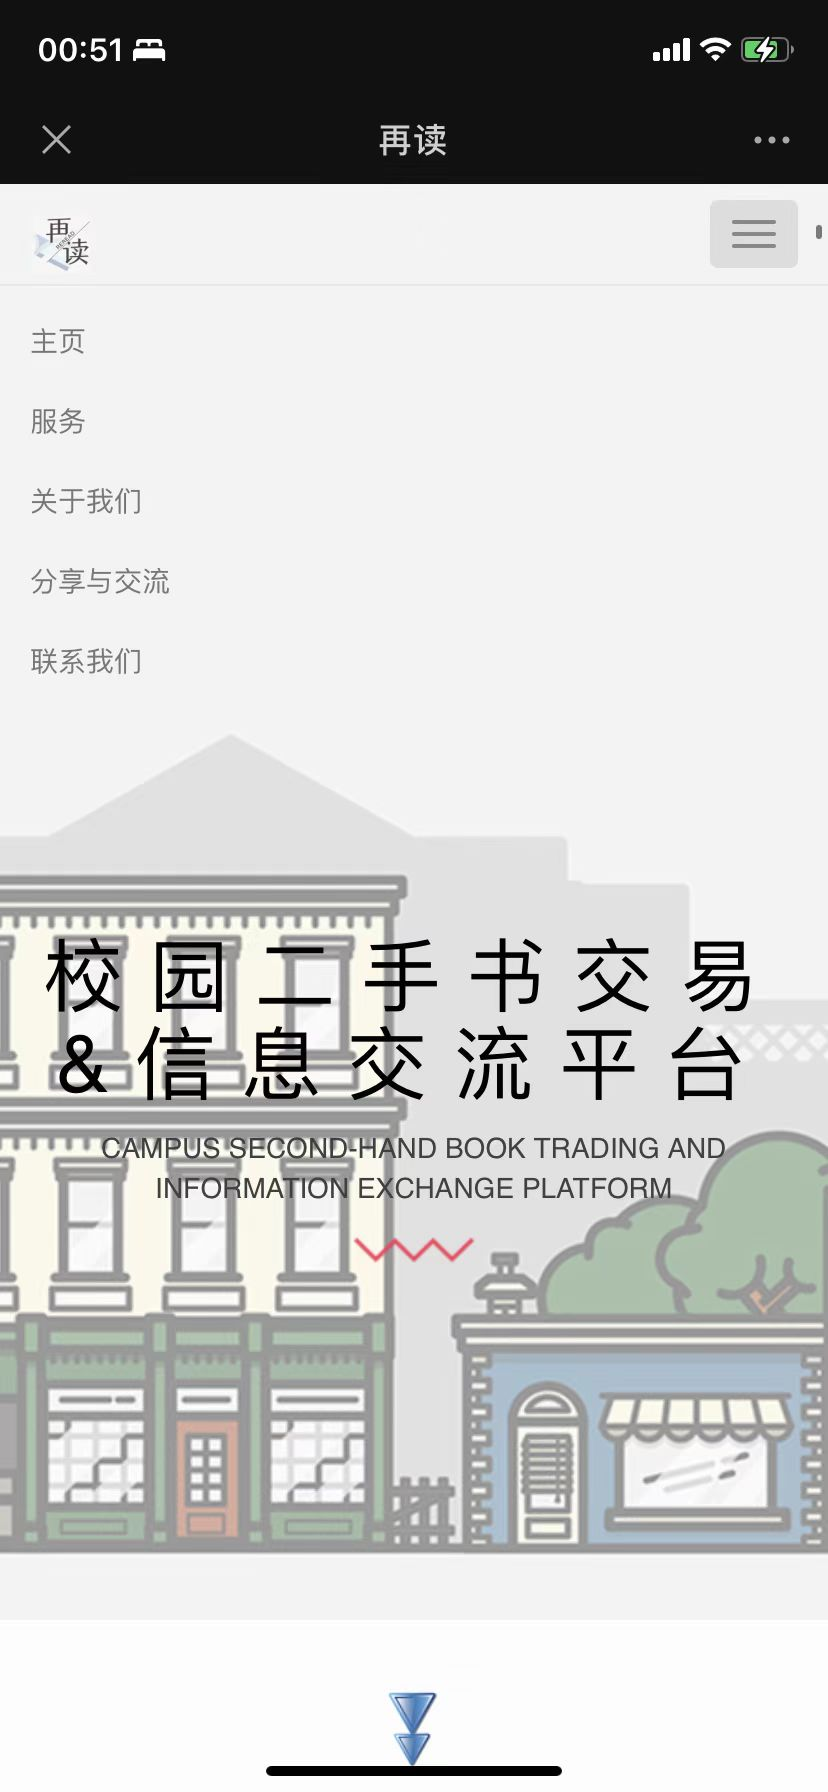 00:51
再读
再
REREAD
读
主页
服务
关于我们
分享与交流
联系我们
校园二手书交易
&信息交流平台
CAMPUS SECOND-HAND BOOK TRADING AND
INFORMATION EXCHANGE PLATFORM